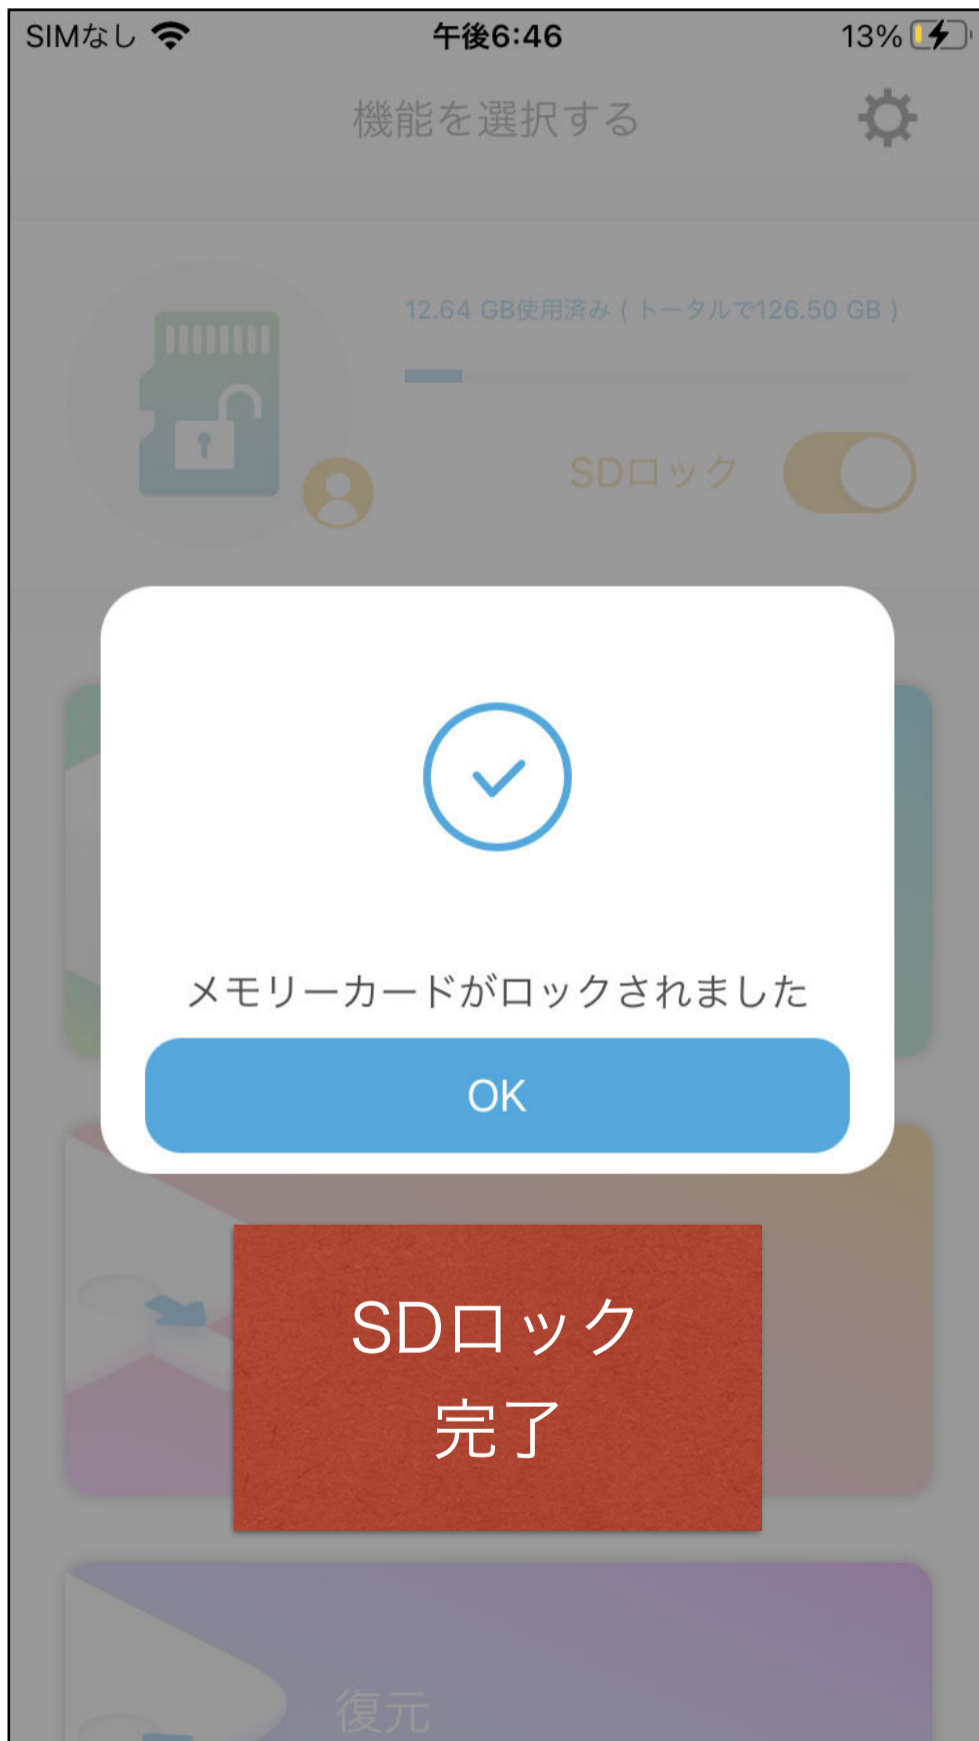 SIMなし 午後6:46 13%
機能を選択する
12.64 GB使用済み ( トータルで126.50 GB )
SDロック
メモリーカードがロックされました
OK
SDロック
完了
復元